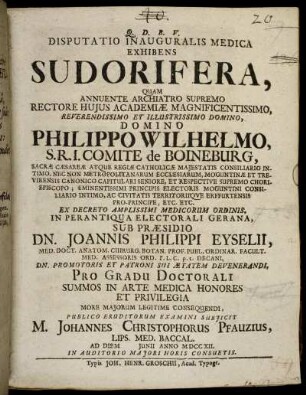 20
Q. D. B. V.
DISPUTATIO INAUGURALIS MEDICA
EXHIBENS
SUDORIFERA,
QUAM
ANNUENTE ARCHIATRO SUPREMO
RECTORE HUJUS ACADEMIÆ MAGNIFICENTISSIMO,
REVERENDISSIMO ET ILLUSTRISSIMO DOMINO,
DOMINO
PHILIPPO WILHELMO,
S. R. I. COMITE de BOINEBURG,
SACRÆ CÆSAREÆ ATQUE REGIÆ CATHOLICÆ MAJESTATIS CONSILIARIO IN-
TIMO, NEC NON METROPOLITANARUM ECCLESIARUM, MOGUNTINÆ ET TRE-
VIRENSIS CANONICO CAPITULARI SENIORE, ET RESPECTIVE SUPREMO CHORI-
EPISCOPO; EMINENTISSIMI PRINCIPIS ELECTORIS MOGUNTINI CONSI-
LIARIO INTIMO, AC CIVITATIS TERRITORIIQVE ERFURTENSIS
PRO-PRINCIPE, ETC. ETC.
EX DECRETO AMPLISSIMI MEDICORUM ORDINIS,
IN PERANTIQUA ELECTORALI GERANA,
SUB PRÆSIDIO
DN. JOANNIS PHILIPPI EYSELII,
MED. DOCT. ANATOM. CHIRURG. BOTAN. PROF. PUBL. ORDINAR. FACULT.
MED. ASSESSORIS ORD. P. L. C. p. t. DECANI,
DN. PROMOTORIS ET PATRONI SUI ÆTATEM DEVENERANDI,
PRO GRADU DOCTORALI
SUMMOS IN ARTE MEDICA HONORES
ET PRIVILEGIA
MORE MAJORUM LEGITIME CONSEQUENDI,
PUBLICO ERUDITORUM EXAMINI SUBJICIT
M. JOHANNES CHRISTOPHORUS PFAUZIUS,
LIPS. MED. BACCAL.
AD DIEM JUNII ANNO MDCCXII.
IN AUDITORIO MAJORI HORIS CONSUETIS.
Typis JOH. HENR. GROSCHII, Acad. Typogr.